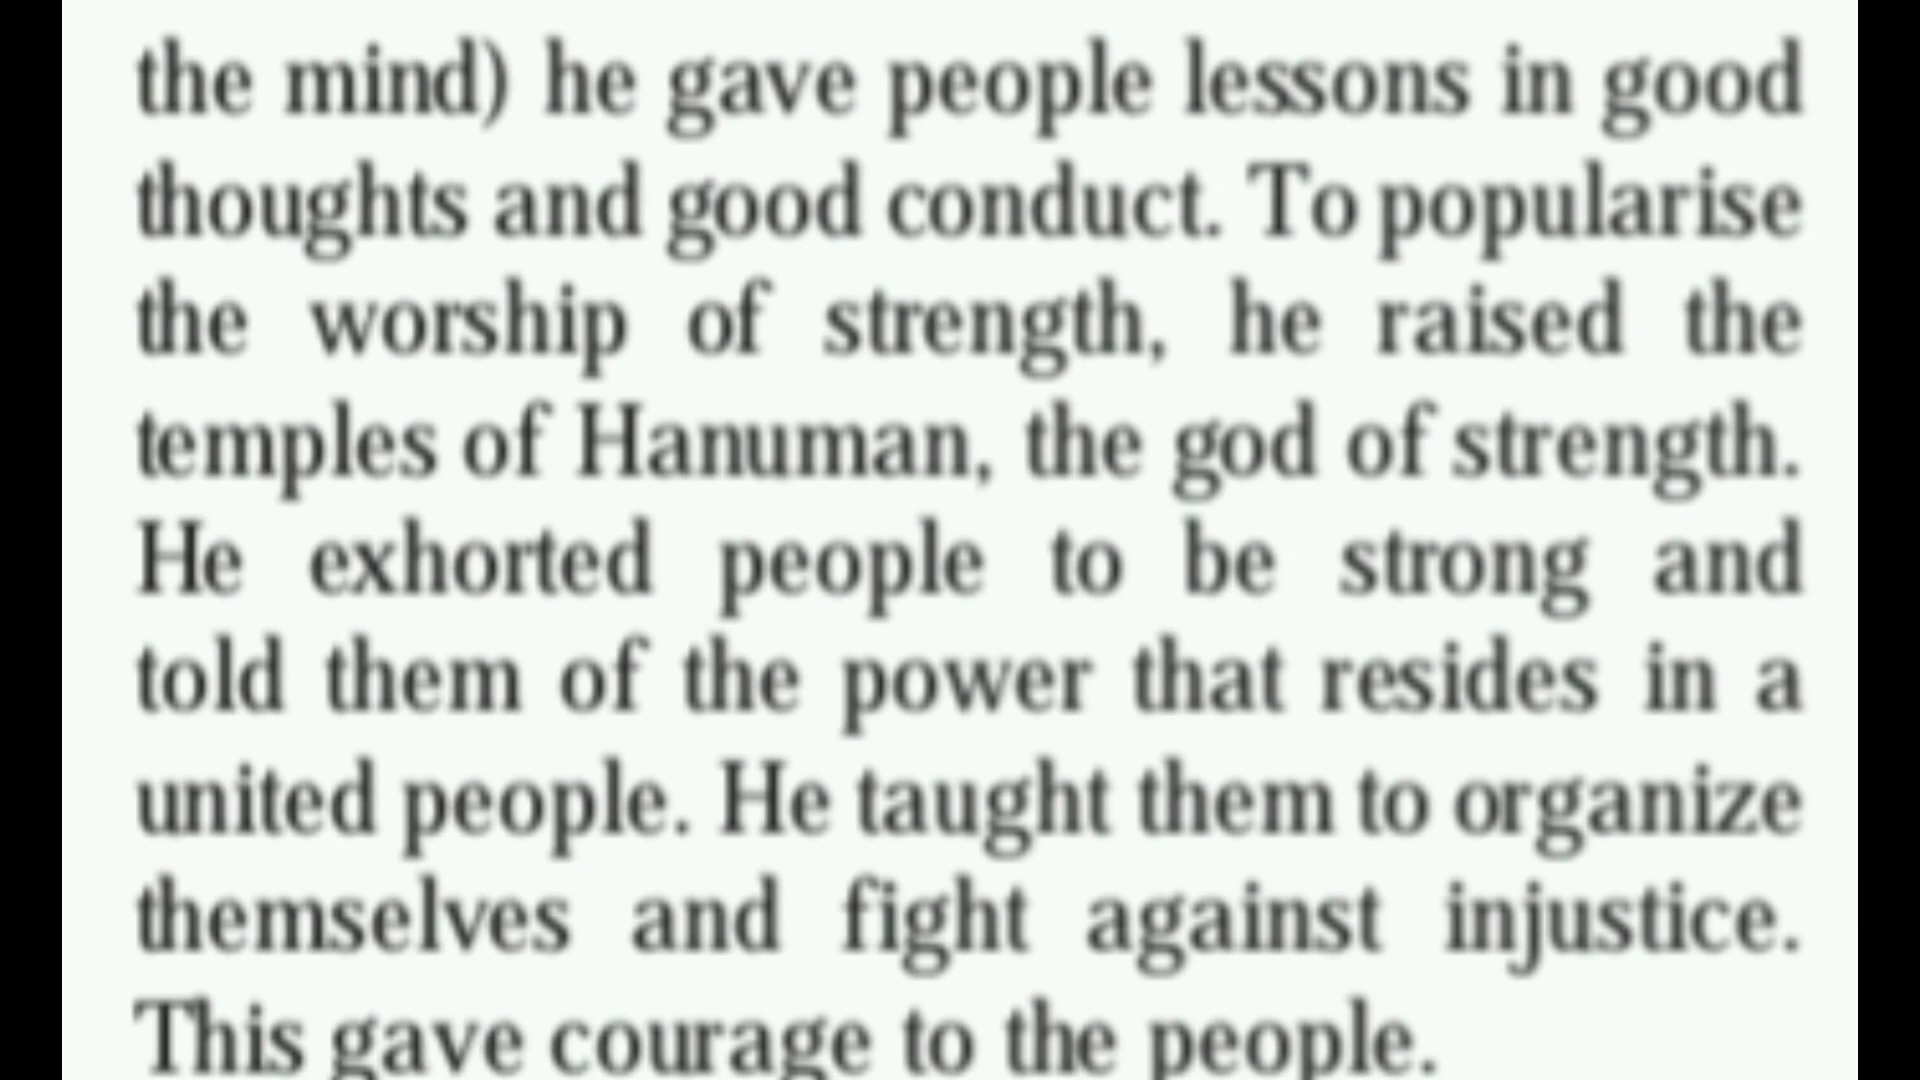 the mind) he gave people lessons in good
thoughts and good conduct. To popularise
the worship of strength, he raised the
temples of Hanuman, the god of strength.
He exhorted people to be strong and
told them of the power that resides in a
united people. He taught them to organize
themselves and fight against injustice.
This gave courage to the people.